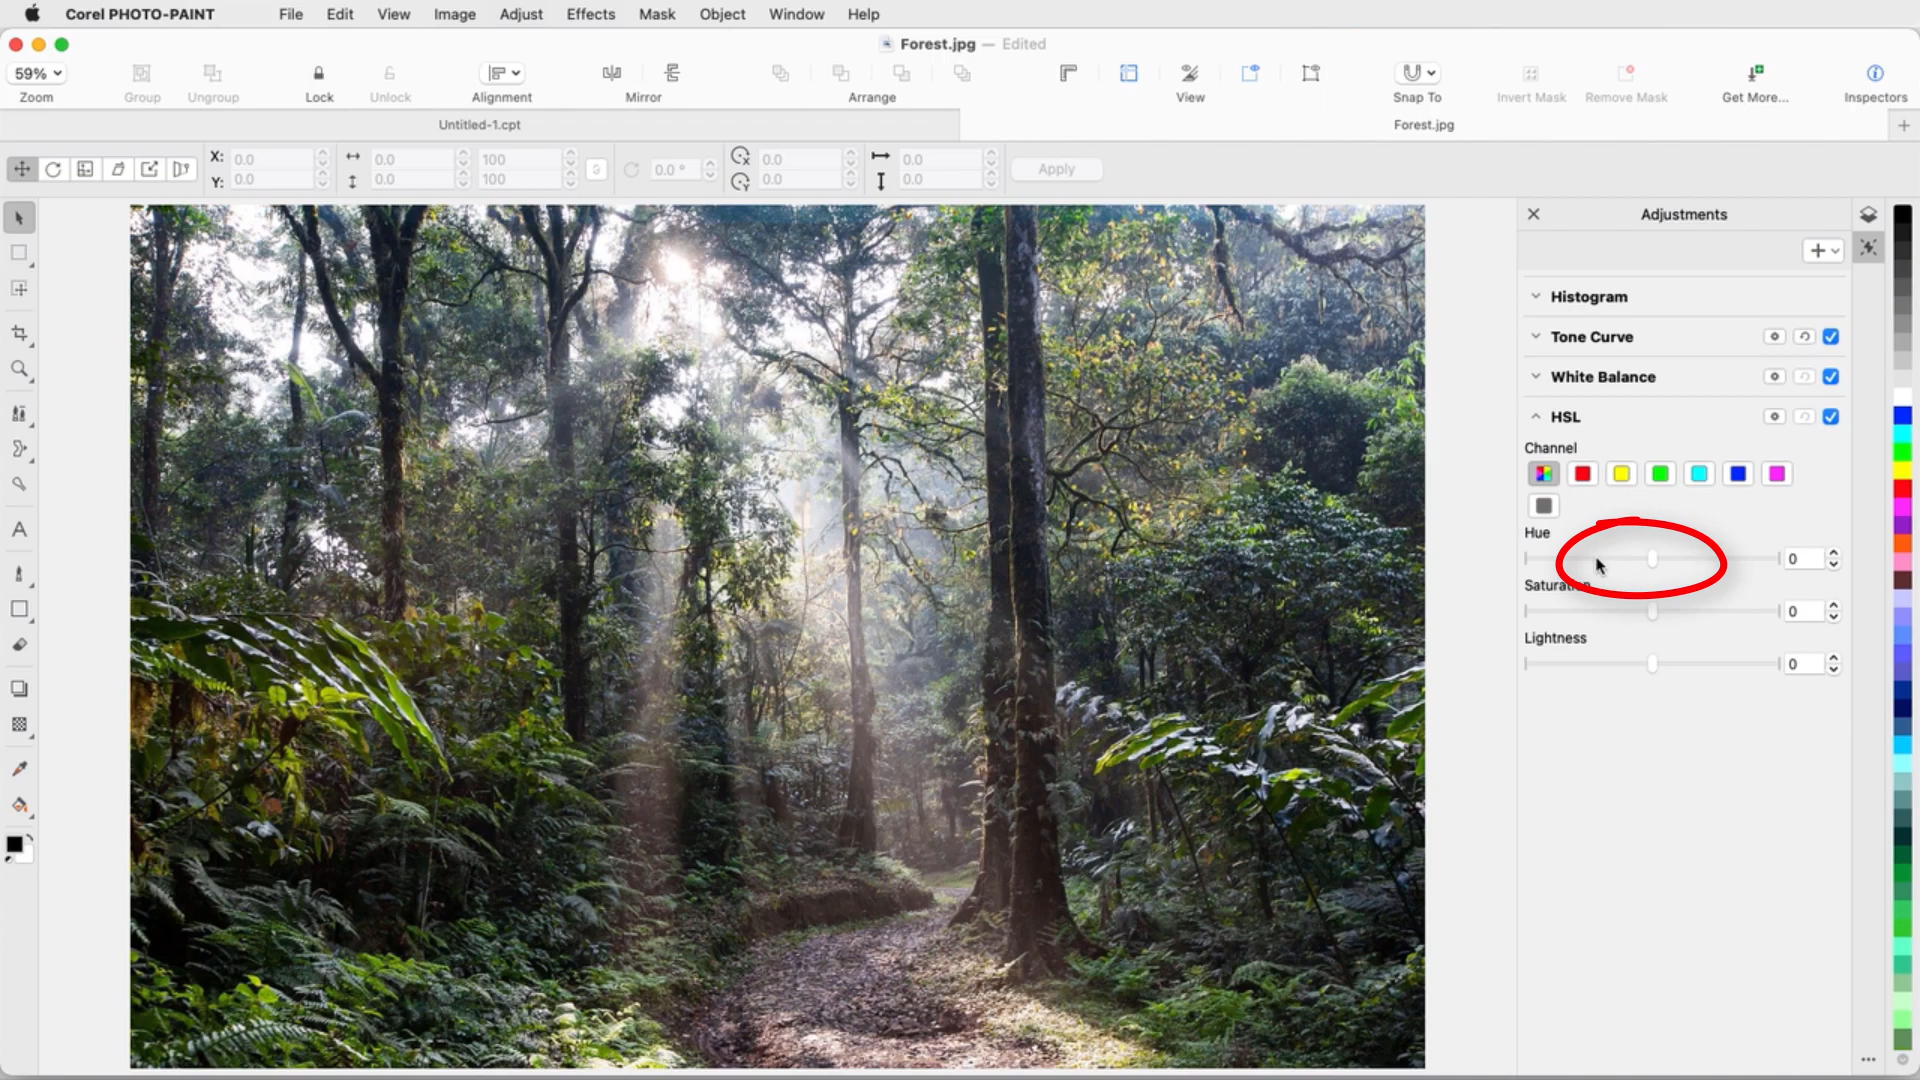 Corel PHOTO-PAINT File Edit View Image Adjust Effects Mask Object Window Help
Forest.jpg — Edited
59%
Zoom Group Ungroup Lock Unlock Alignment Mirror Arrange View Snap To Invert Mask Remove Mask Get More... Inspectors
Untitled-1.cpt Forest.jpg
X: 0.0 0.0 100 0.0 0.0
Y: 0.0 0.0 100 0.0 ° 0.0 0.0 Apply
Adjustments
Histogram
Tone Curve
White Balance
HSL
Channel
Hue
0
Saturation
0
Lightness
0